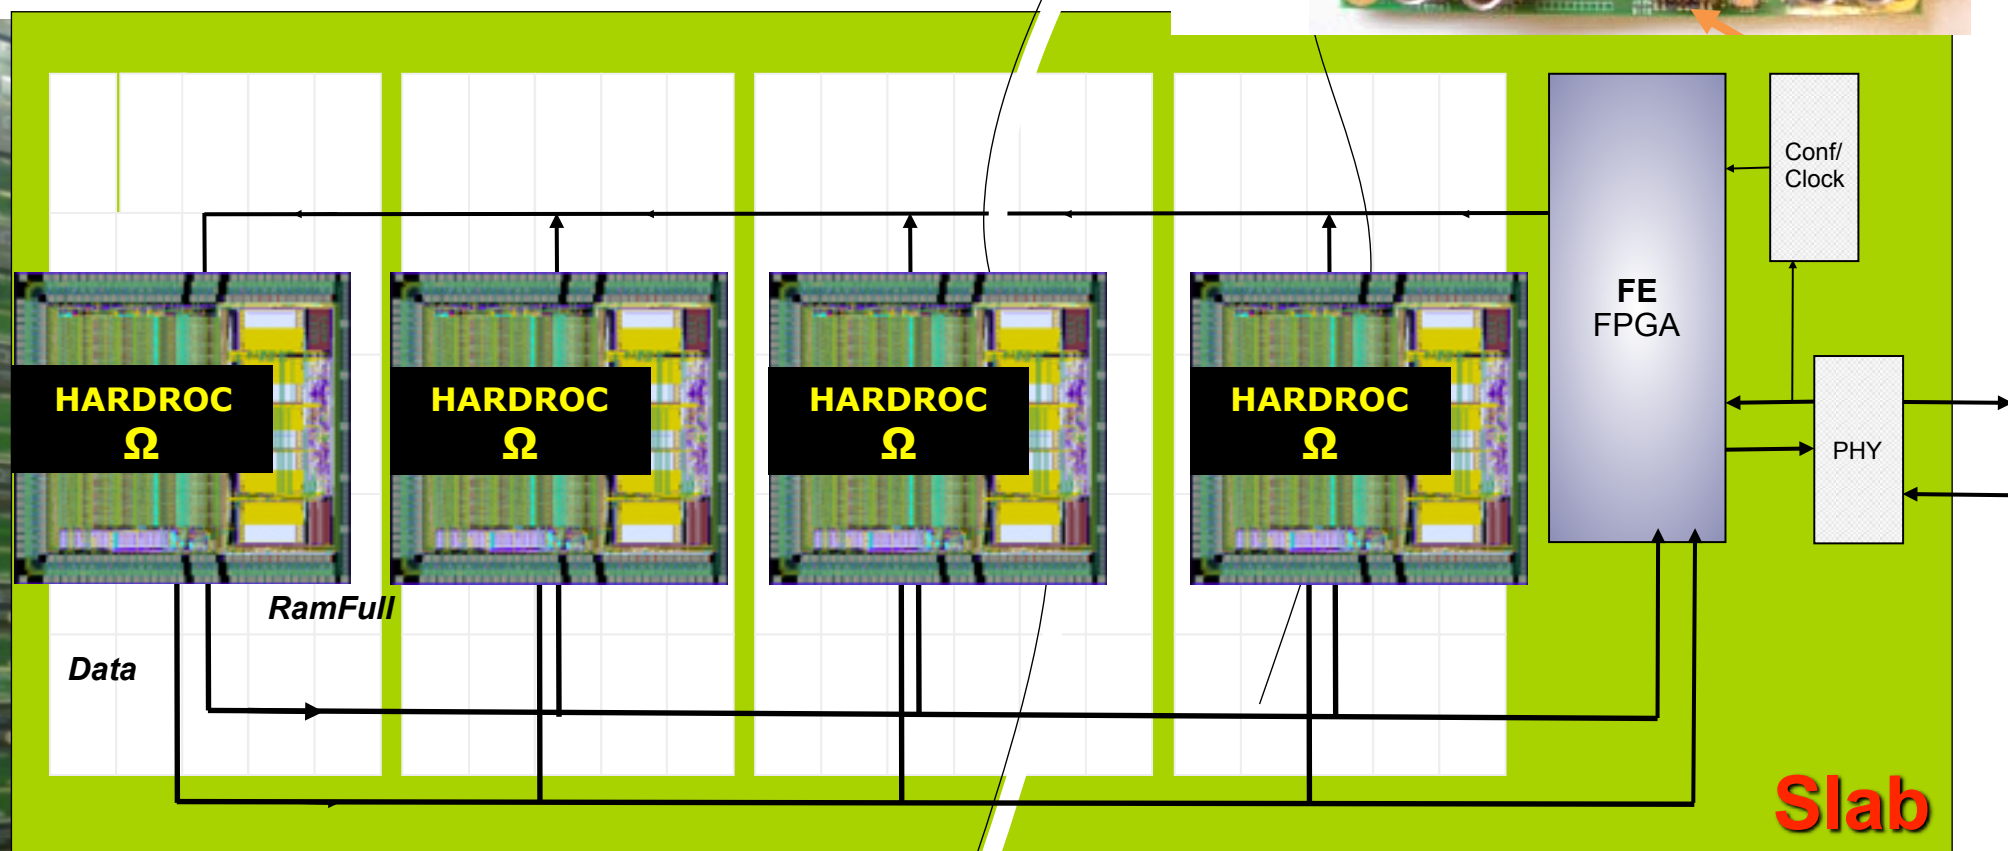 Conf/
Clock
FE
FPGA
HARDROC
Ω
HARDROC
Ω
HARDROC
Ω
HARDROC
Ω
PHY
RamFull
Data
Slab